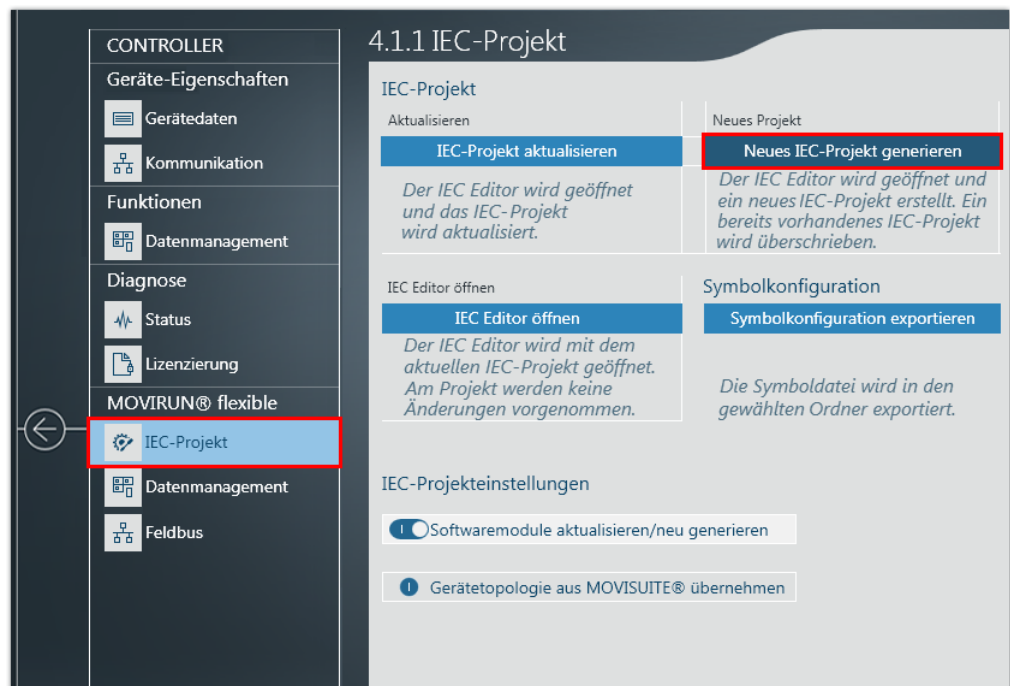 CONTROLLER
Geräte-Eigenschaften
Gerätedaten
Kommunikation
Funktionen
Datenmanagement
Diagnose
Status
Lizenzierung
MOVIRUN® flexible
IEC-Projekt
Datenmanagement
Feldbus
4.1.1 IEC-Projekt
IEC-Projekt
Aktualisieren
IEC-Projekt aktualisieren
Der IEC Editor wird geöffnet
und das IEC-Projekt
wird aktualisiert.
Neues Projekt
Neues IEC-Projekt generieren
Der IEC Editor wird geöffnet und
ein neues IEC-Projekt erstellt. Ein
bereits vorhandenes IEC-Projekt
wird überschrieben.
IEC Editor öffnen
IEC Editor öffnen
Der IEC Editor wird mit dem
aktuellen IEC-Projekt geöffnet.
Am Projekt werden keine
Änderungen vorgenommen.
Symbolkonfiguration
Symbolkonfiguration exportieren
Die Symboldatei wird in den
gewählten Ordner exportiert.
IEC-Projekteinstellungen
Softwaremodule aktualisieren/neu generieren
Gerätetopologie aus MOVISUITE® übernehmen